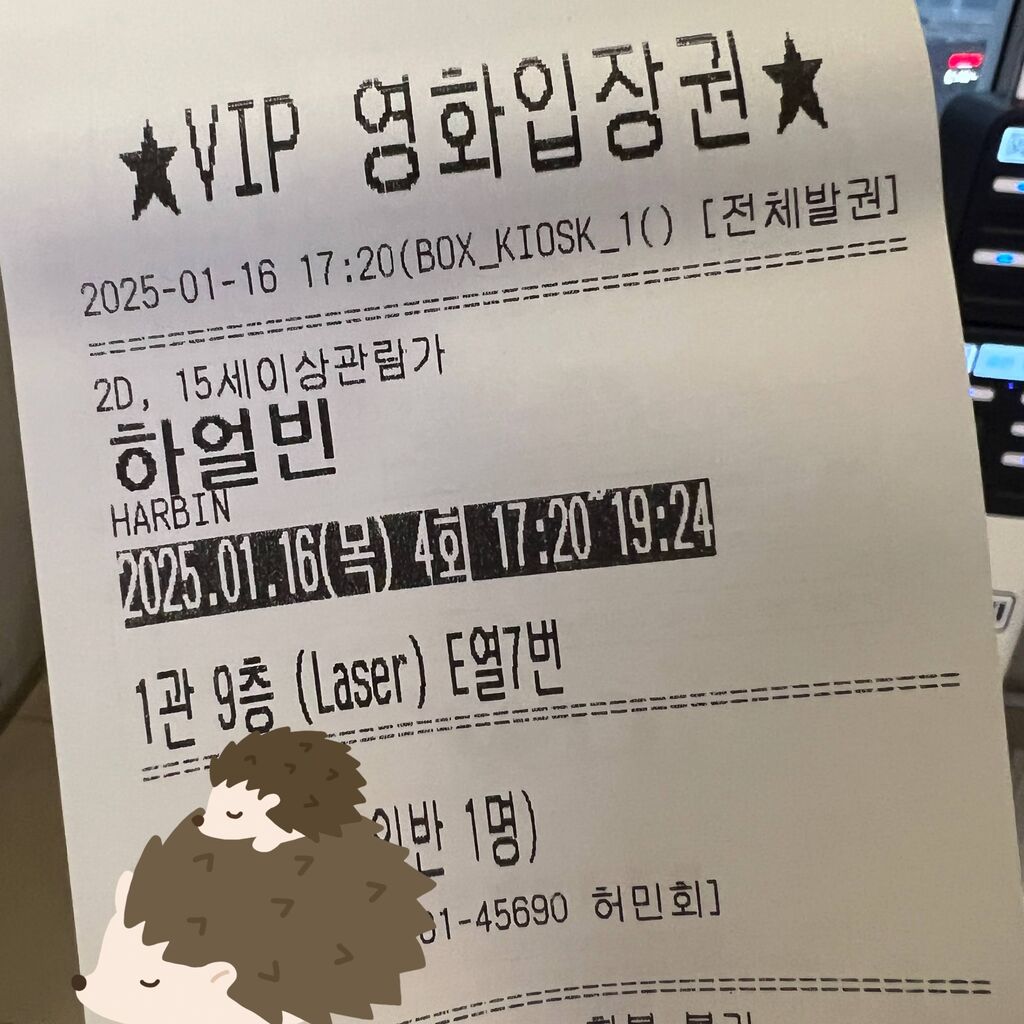 ★VIP 영화입장권★
2025-01-16 17:20(BOX_KIOSK_1() [전체발권]
2D, 15세이상관람가
하얼빈
HARBIN
2025.01.16(목) 4회 17:20~19:24
1관 9층 (Laser) E열7번
1명)
-45690 허민회]